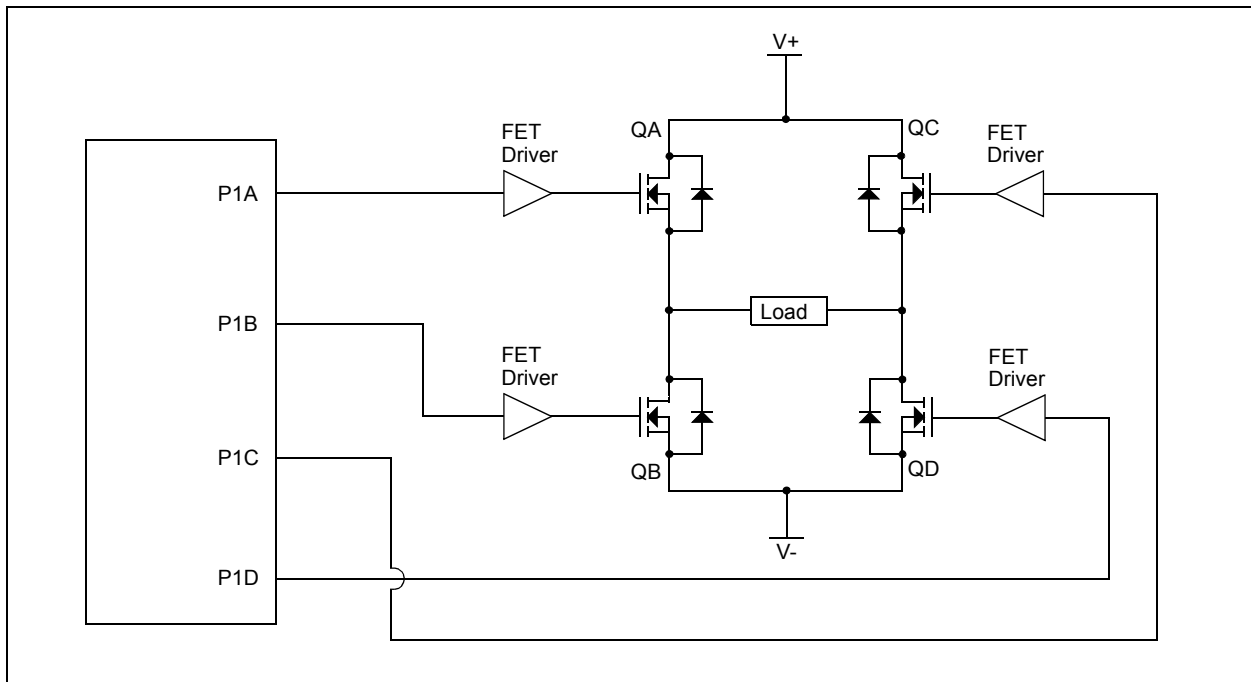 V+
FET
Driver
QA
QC
FET
Driver
P1A
P1B
Load
FET
Driver
FET
Driver
P1C
QB
QD
V-
P1D